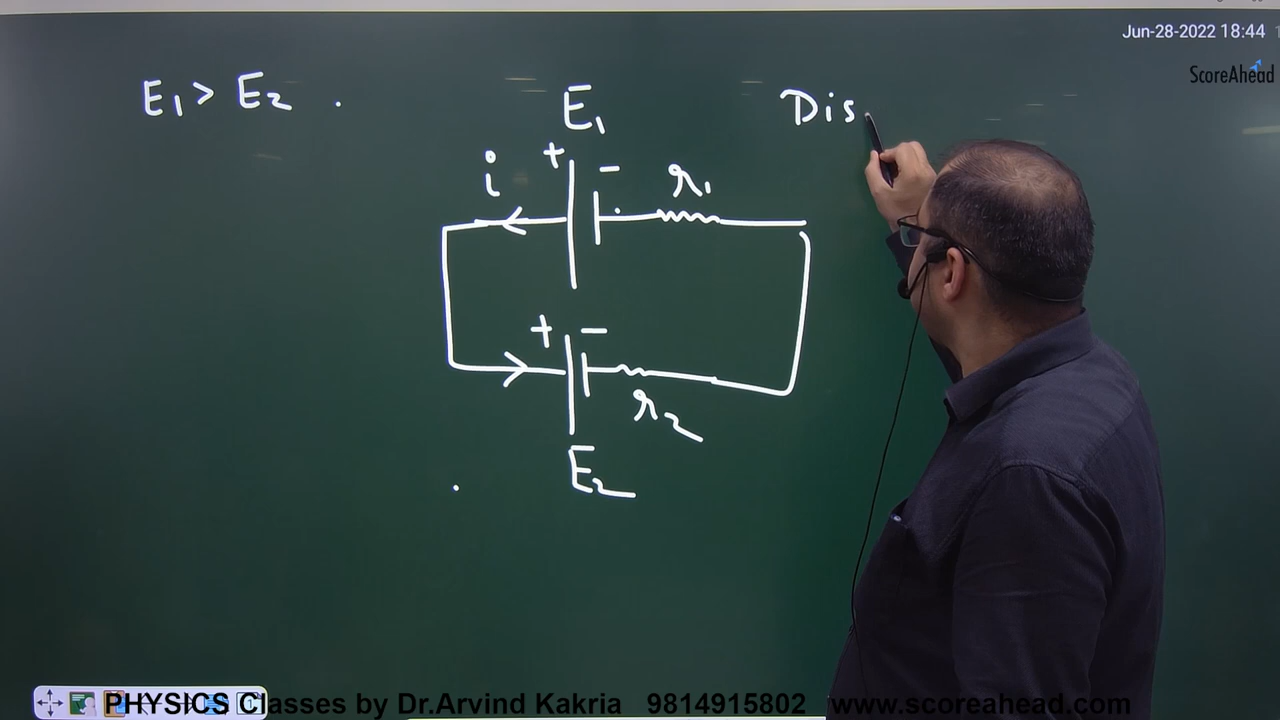 Jun-28-2022 18:44
ScoreAhead
E1 > E2 .
E1
Dis
i
+ -
r1
+ -
r2
E2
PHYSICS Classes by Dr.Arvind Kakria 9814915802 www.scoreahead.com